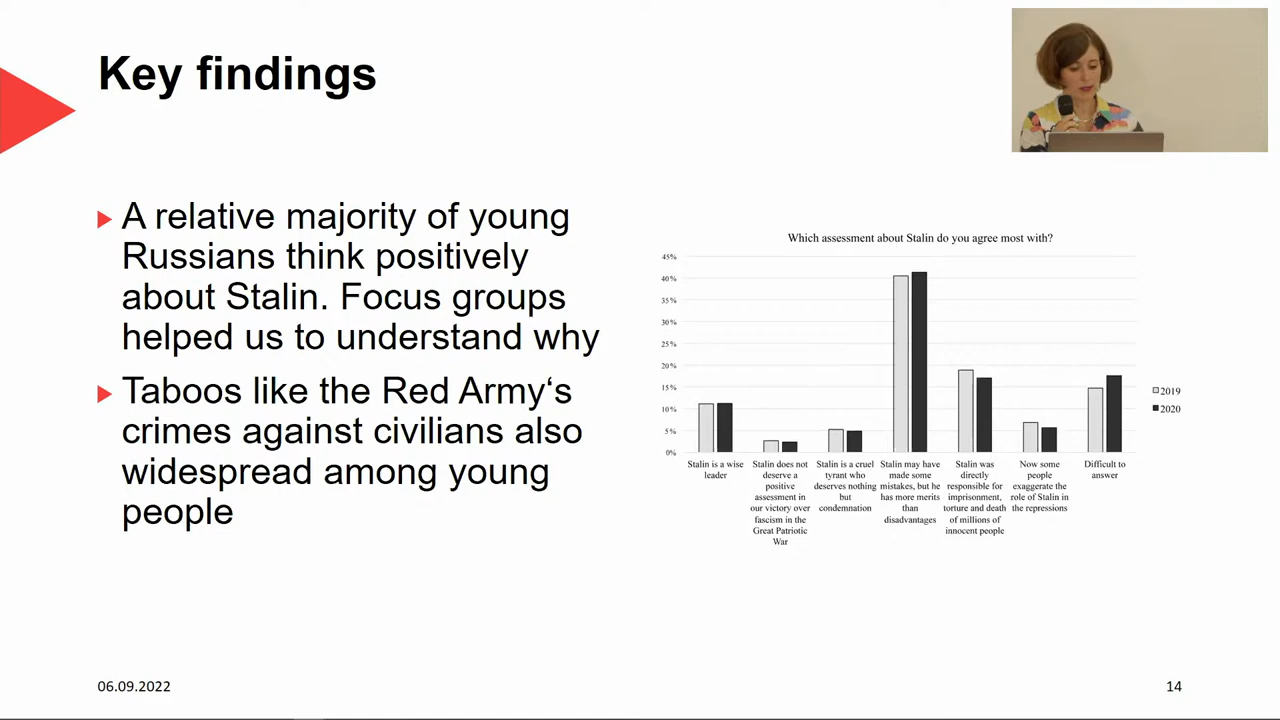 Key findings
A relative majority of young
Russians think positively
about Stalin. Focus groups
helped us to understand why
Taboos like the Red Army‘s
crimes against civilians also
widespread among young
people
Which assessment about Stalin do you agree most with?
45%
40%
35%
30%
25%
20%
15%
10%
5%
0%
Stalin is a wise
leader
Stalin does not
deserve a
positive
assessment in
our victory over
fascism in the
Great Patriotic
War
Stalin is a cruel
tyrant who
deserves nothing
but
condemnation
Stalin may have
made some
mistakes, but he
has more merits
than
disadvantages
Stalin was
directly
responsible for
imprisonment,
torture and death
of millions of
innocent people
Now some
people
exaggerate the
role of Stalin in
the repressions
Difficult to
answer
2019
2020
06.09.2022
14